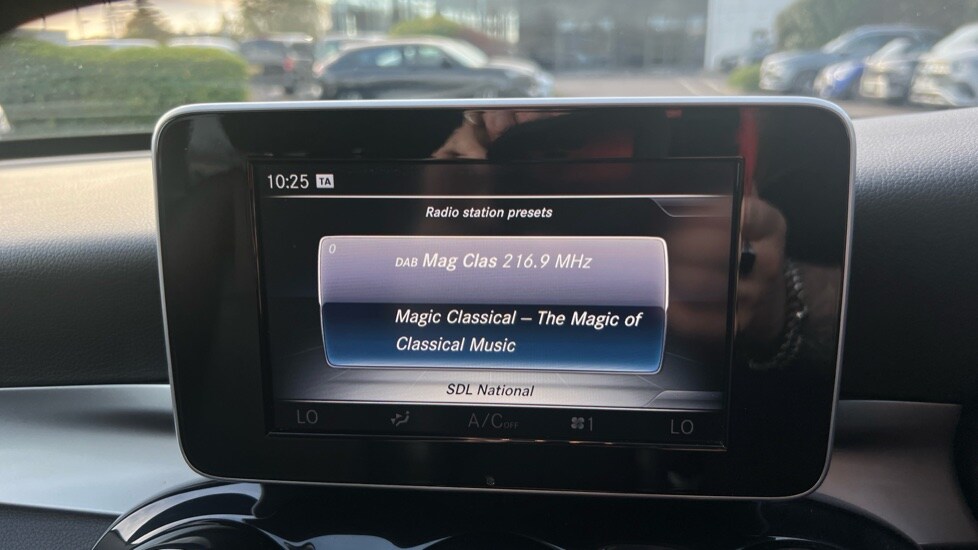 10:25 TA
Radio station presets
0
DAB Mag Clas 216.9 MHz
Magic Classical – The Magic of
Classical Music
SDL National
LO A/C OFF 1 LO